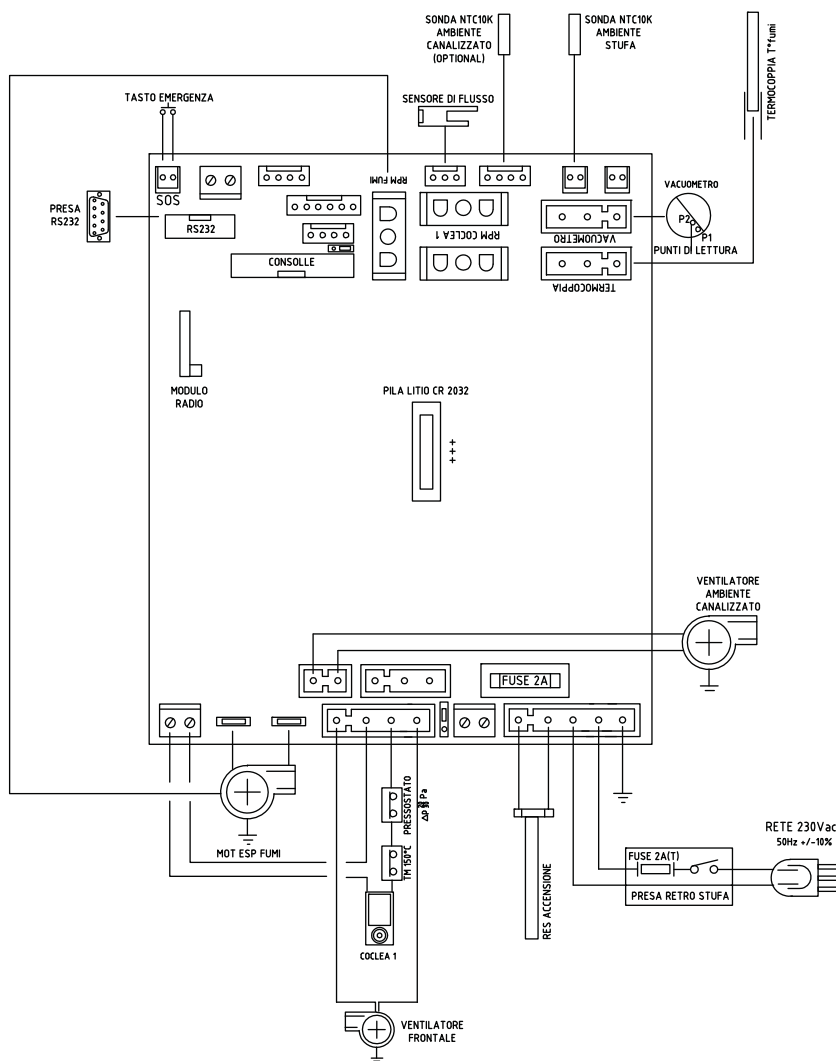 SONDA NTC10K
AMBIENTE
CANALIZZATO
(OPTIONAL)
SONDA NTC10K
AMBIENTE
STUFA
TERMOCOPPIA T°fumi
TASTO EMERGENZA
SENSORE DI FLUSSO
SOS
RPM FUMI
VACUOMETRO
PRESA
RS232
RS232
RPM COCLEA 1
VACUOMETRO
P2
P1
PUNTI DI LETTURA
CONSOLLE
TERMOCOPPIA
MODULO
RADIO
PILA LITIO CR 2032
+++
VENTILATORE
AMBIENTE
CANALIZZATO
FUSE 2A
PRESSOSTATO
MOT ESP FUMI
TM 150°C
RETE 230Vac
50Hz +/-10%
FUSE 2A(T)
PRESA RETRO STUFA
RES ACCENSIONE
COCLEA 1
VENTILATORE
FRONTALE